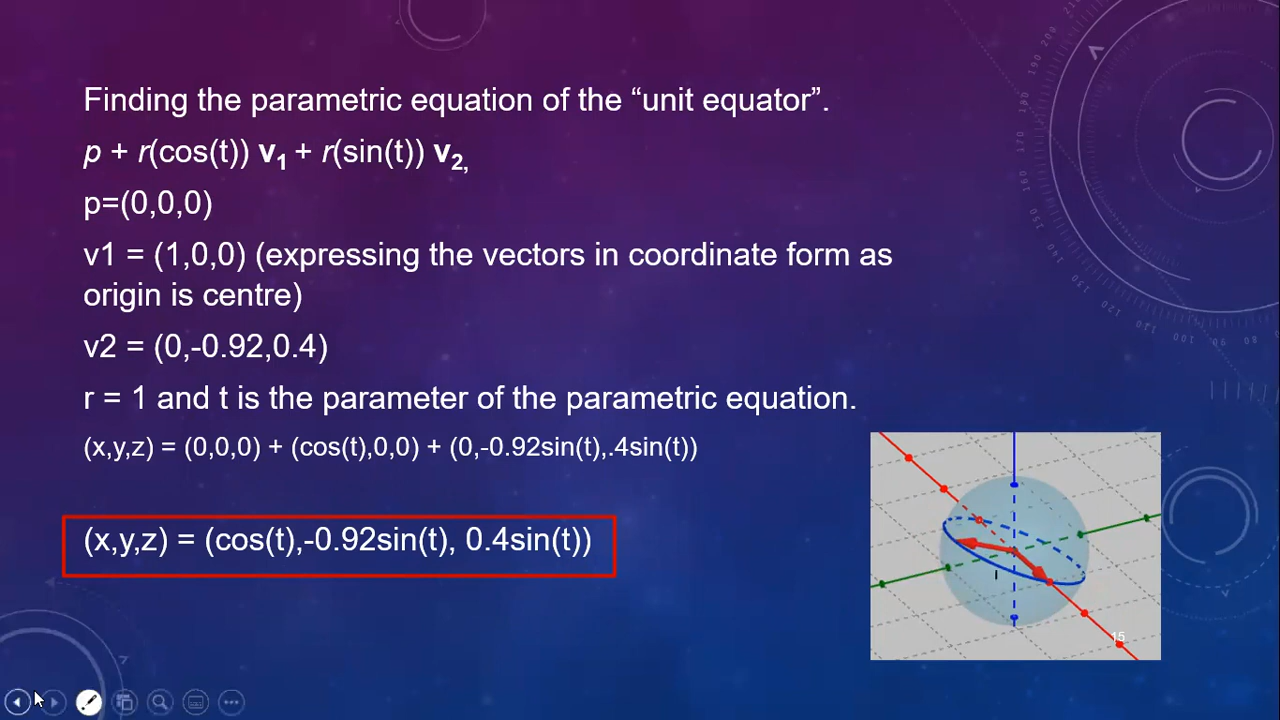 Finding the parametric equation of the “unit equator”.
p + r(cos(t)) v1 + r(sin(t)) v2,
p=(0,0,0)
v1 = (1,0,0) (expressing the vectors in coordinate form as
origin is centre)
v2 = (0,-0.92,0.4)
r = 1 and t is the parameter of the parametric equation.
(x,y,z) = (0,0,0) + (cos(t),0,0) + (0,-0.92sin(t),.4sin(t))
(x,y,z) = (cos(t),-0.92sin(t), 0.4sin(t))
15